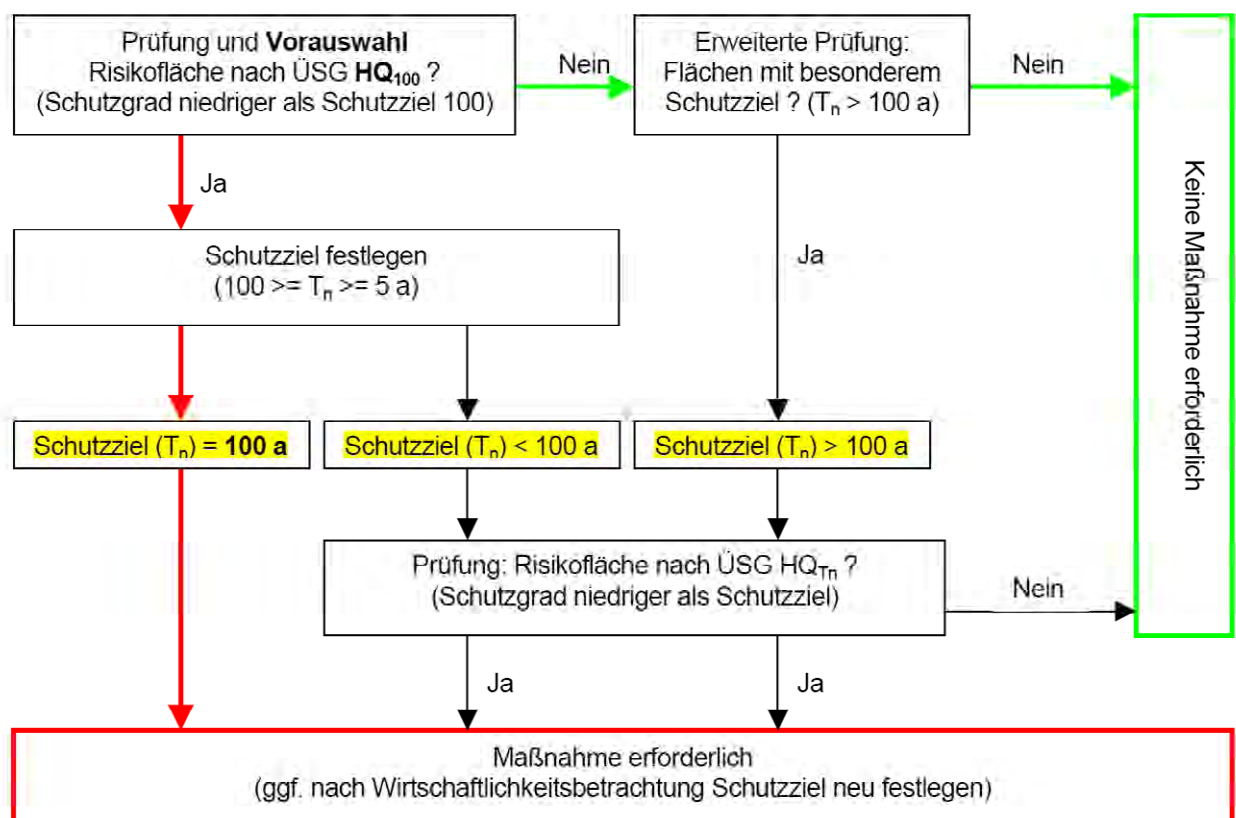 Prüfung und Vorauswahl
Risikofläche nach ÜSG HQ100 ?
(Schutzgrad niedriger als Schutzziel 100)
Nein
Erweiterte Prüfung:
Flächen mit besonderem
Schutzziel ? (Tn > 100 a)
Nein
Keine Maßnahme erforderlich
Ja
Schutzziel festlegen
(100 >= Tn >= 5 a)
Ja
Schutzziel (Tn) = 100 a
Schutzziel (Tn) < 100 a
Schutzziel (Tn) > 100 a
Prüfung: Risikofläche nach ÜSG HQTn ?
(Schutzgrad niedriger als Schutzziel)
Nein
Ja
Ja
Maßnahme erforderlich
(ggf. nach Wirtschaftlichkeitsbetrachtung Schutzziel neu festlegen)